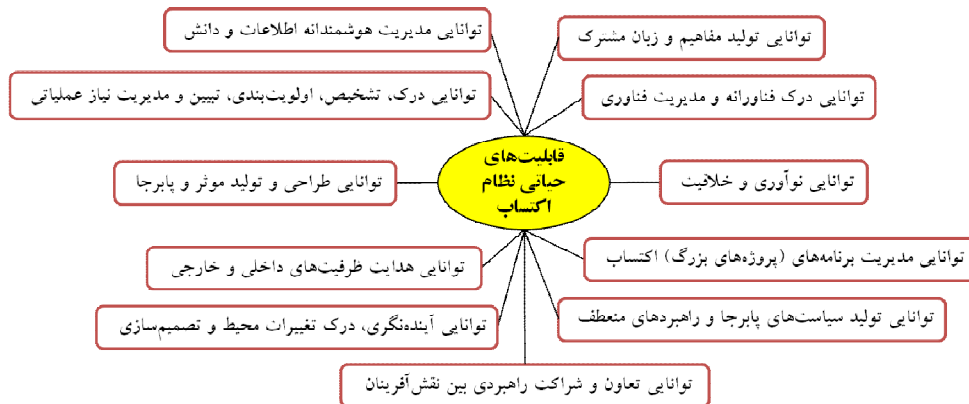 توانایی مدیریت هوشمندانه اطلاعات و دانش
توانایی تولید مفاهیم و زبان مشترک
توانایی درک، تشخیص، اولویت‌بندی، تبیین و مدیریت نیاز عملیاتی
توانایی درک فناورانه و مدیریت فناوری
قابلیت‌های
حیاتی نظام
اکتساب
توانایی طراحی و تولید موثر و پابرجا
توانایی نوآوری و خلاقیت
توانایی هدایت ظرفیت‌های داخلی و خارجی
توانایی مدیریت برنامه‌های (پروژه‌های بزرگ) اکتساب
توانایی آینده‌نگری، درک تغییرات محیط و تصمیم‌سازی
توانایی تولید سیاست‌های پابرجا و راهبردهای منعطف
توانایی تعاون و شراکت راهبردی بین نقش‌آفرینان